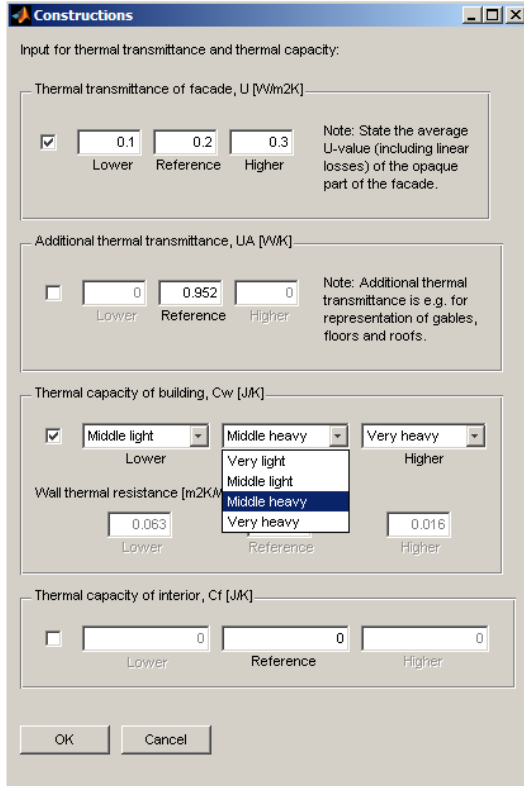 Constructions
Input for thermal transmittance and thermal capacity:
Thermal transmittance of facade, U [W/m2K]
0.1 0.2 0.3
Lower Reference Higher
Note: State the average
U-value (including linear
losses) of the opaque
part of the facade.
Additional thermal transmittance, UA [W/K]
0 0.952 0
Lower Reference Higher
Note: Additional thermal
transmittance is e.g. for
representation of gables,
floors and roofs.
Thermal capacity of building, Cw [J/K]
Middle light Middle heavy Very heavy
Lower Higher
Very light
Middle light
Middle heavy
Very heavy
Wall thermal resistance [m2K/
0.063 0.016
Lower Reference Higher
Thermal capacity of interior, Cf [J/K]
0 0 0
Lower Reference Higher
OK Cancel